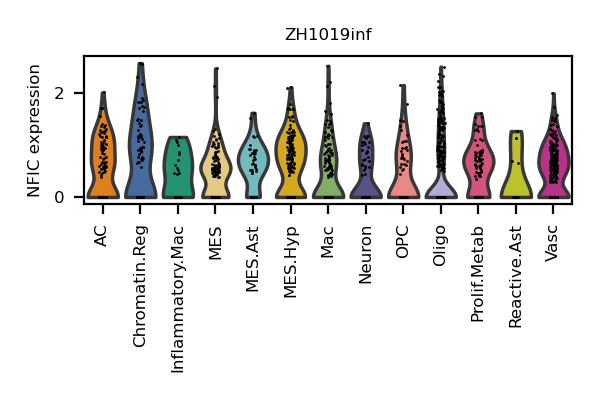 ZH1019inf
NFIC expression
2
0
AC
Chromatin.Reg
Inflammatory.Mac
MES
MES.Ast
MES.Hyp
Mac
Neuron
OPC
Oligo
Prolif.Metab
Reactive.Ast
Vasc